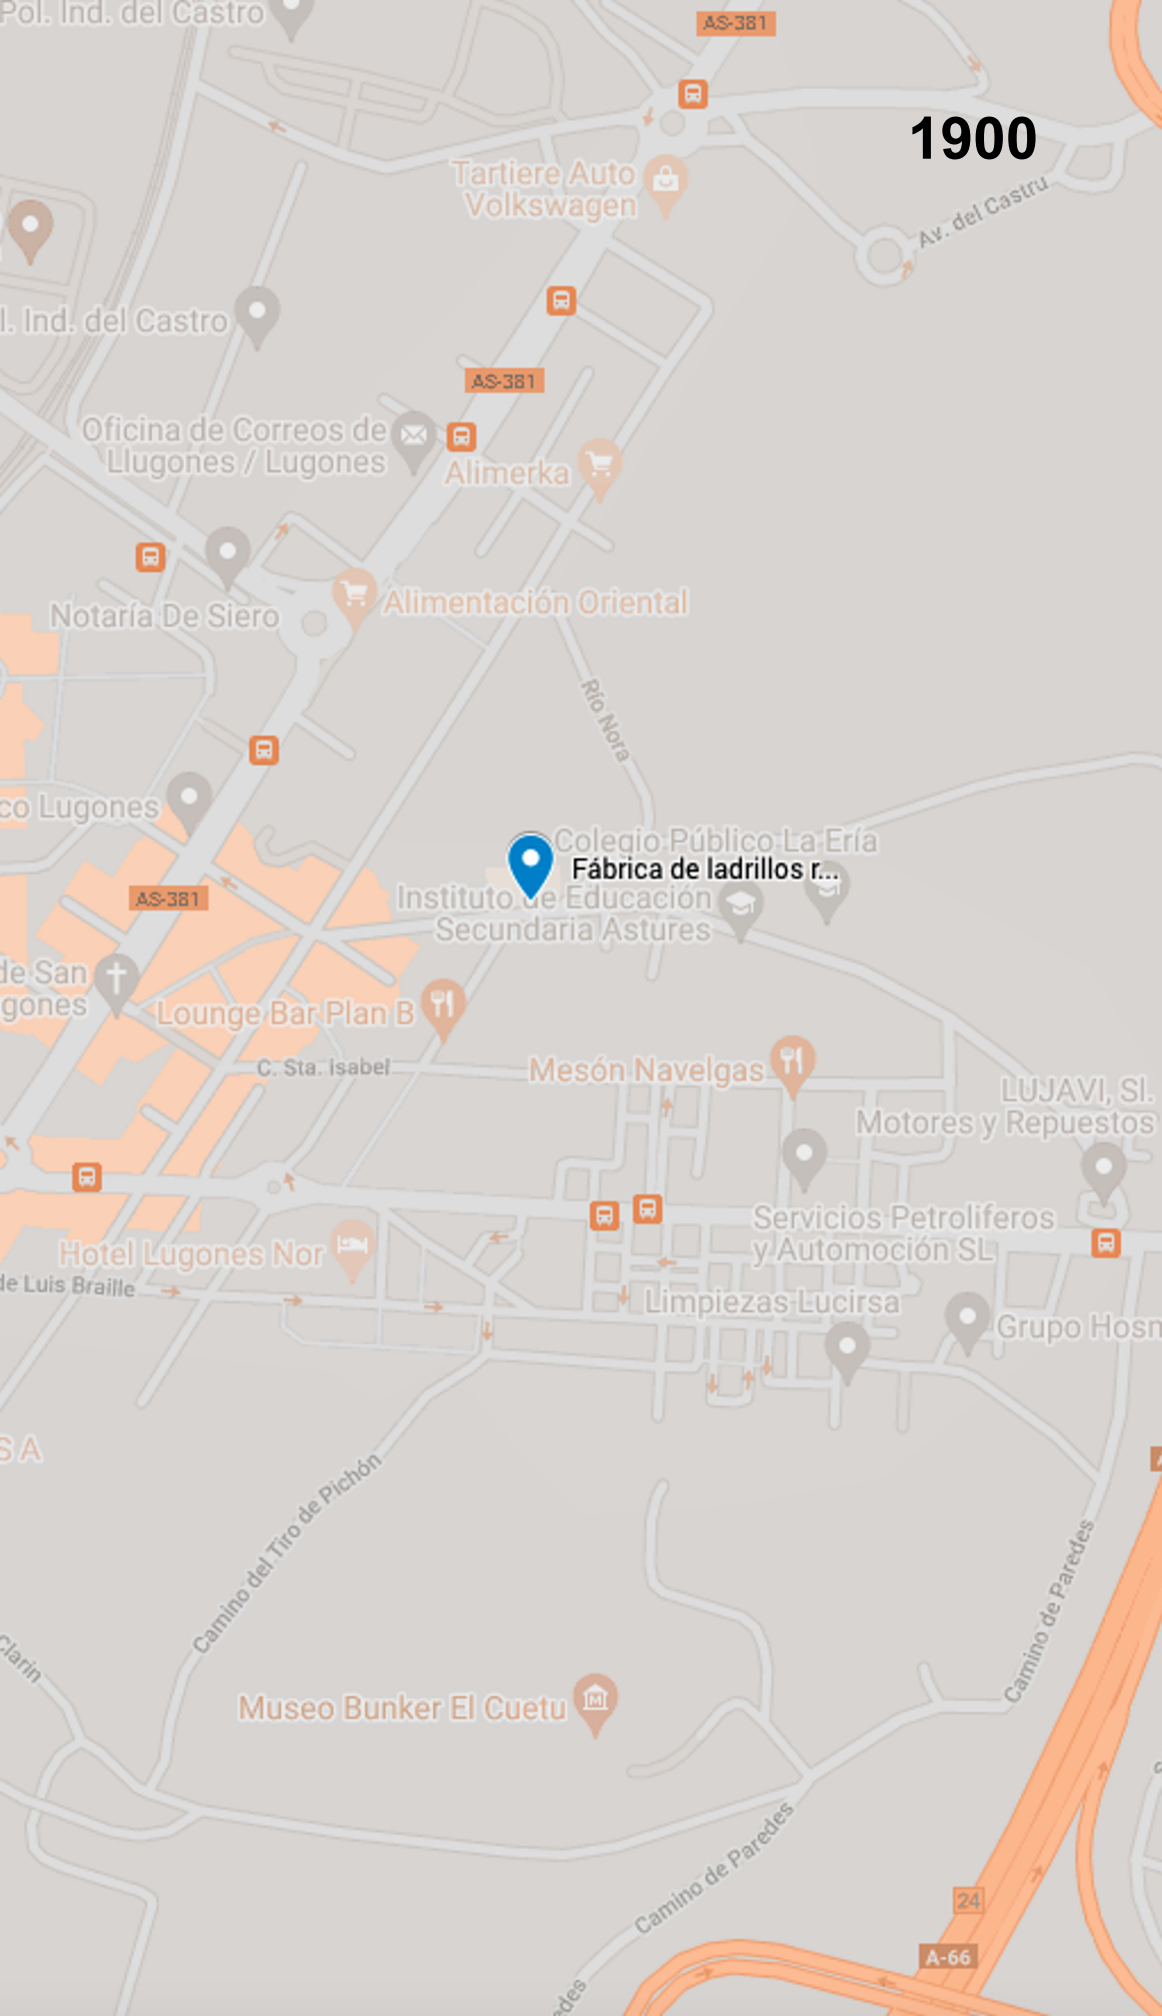 Pol. Ind. del Castro
AS-381
1900
Tartiere Auto
Volkswagen
Av. del Castru
l. Ind. del Castro
AS-381
Oficina de Correos de
Llugones / Lugones
Alimerka
Notaría De Siero
Alimentación Oriental
Río Nora
co Lugones
Colegio Público La Ería
Fábrica de ladrillos r...
AS-381
Instituto de Educación
Secundaria Astures
de San
gones
Lounge Bar Plan B
C. Sta. Isabel
Mesón Navelgas
LUJAVI, Sl.
Motores y Repuestos
Servicios Petroliferos
y Automoción SL
Hotel Lugones Nor
de Luis Braille
Limpiezas Lucirsa
Grupo Hosm
S A
Camino del Tiro de Pichón
Camino de Paredes
Clarin
Museo Bunker El Cuetu
Camino de Paredes
24
A-66
edes